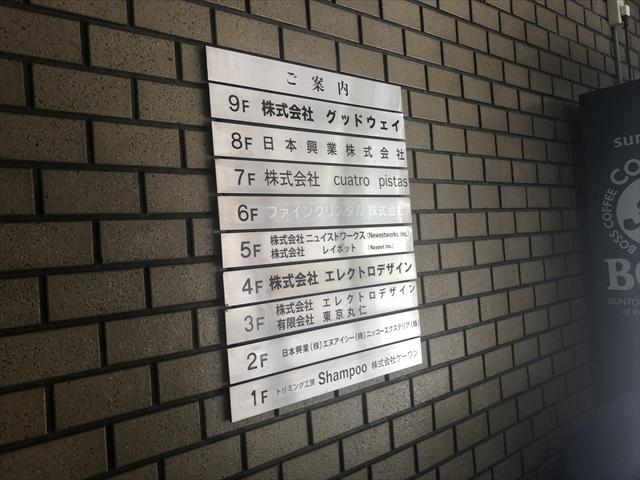 ご案内
9F 株式会社 グッドウェイ
8F 日本興業株式会社
7F 株式会社 cuatro pistas
6F ファインクリスタル 株式会社
5F 株式会社 ニューイストワークス (Newestworks. Inc.)
株式会社 レイポット (Raypot Inc.)
4F 株式会社 エレクトロデザイン
3F 株式会社 エレクトロデザイン
有限会社 東京丸仁
2F 日本興業(株)エヌアイシー(株)ニッコーエクステリア(株)
1F トリミング工房 Shampoo 株式会社ケーワン
BOSS COFFEE